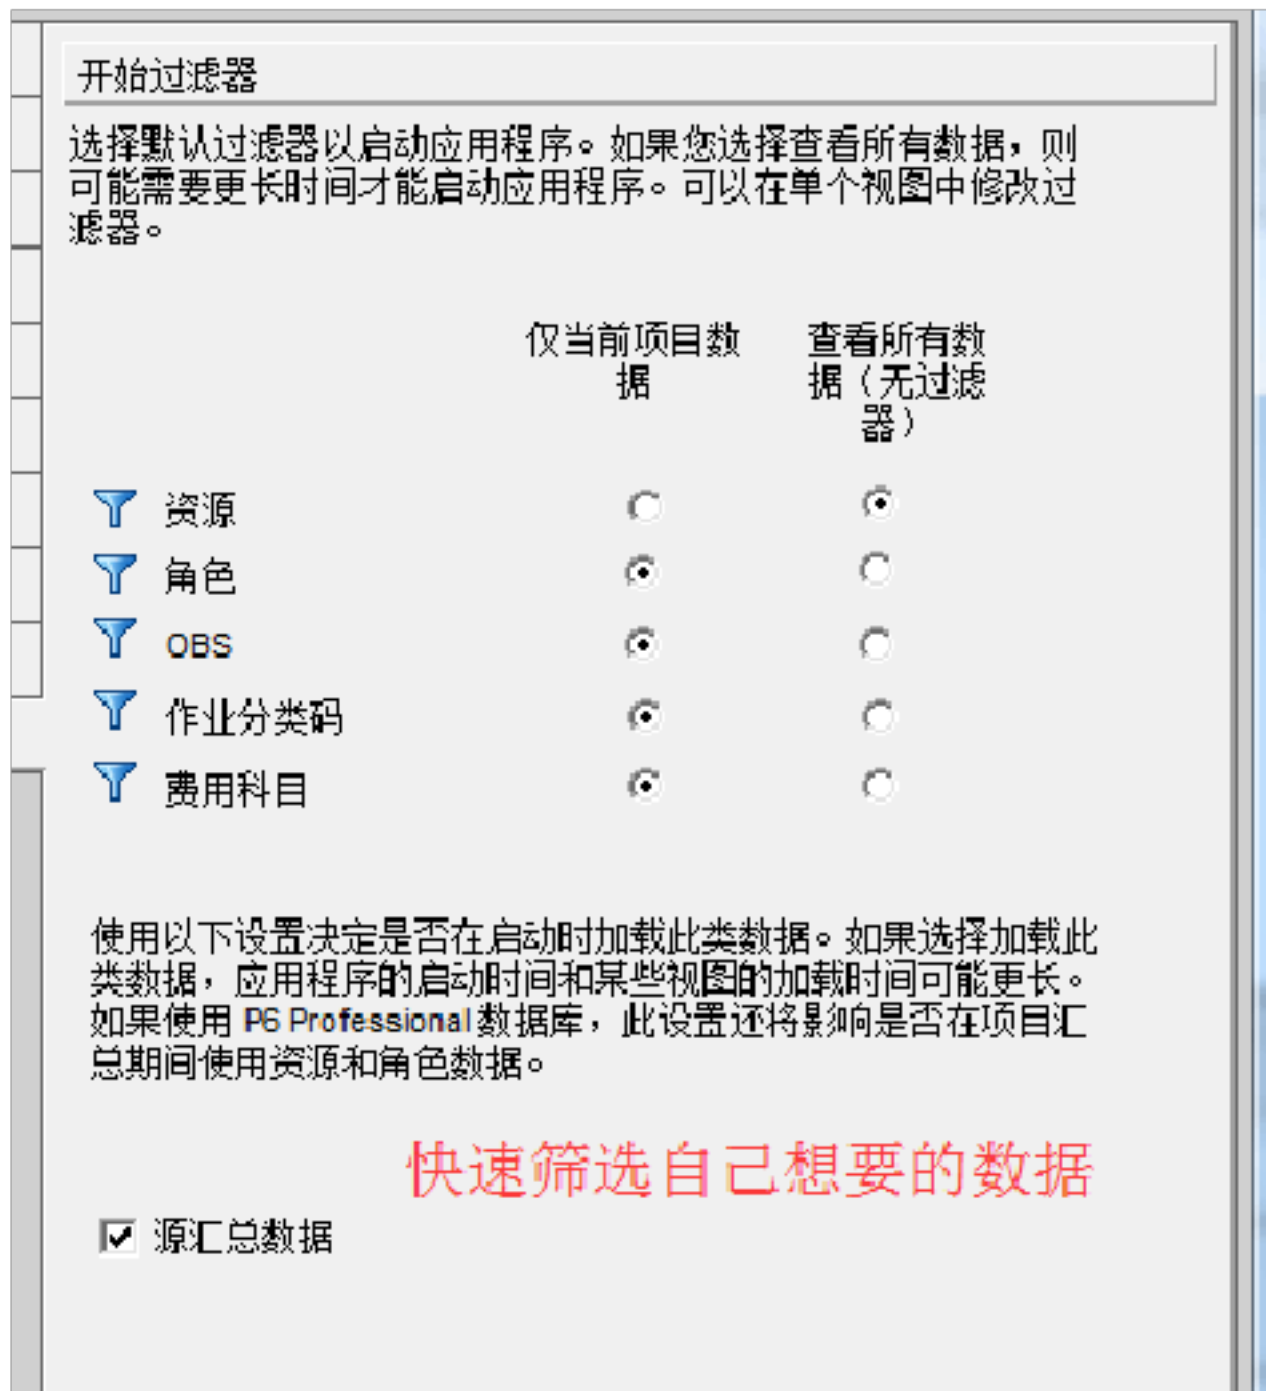 开始过滤器
选择默认过滤器以启动应用程序。如果您选择查看所有数据，则
可能需要更长时间才能启动应用程序。可以在单个视图中修改过
滤器。
仅当前项目数
据
查看所有数
据（无过滤
器）
资源
角色
OBS
作业分类码
费用科目
使用以下设置决定是否在启动时加载此类数据。如果选择加载此
类数据，应用程序的启动时间和某些视图的加载时间可能更长。
如果使用 P6 Professional 数据库，此设置还将影响是否在项目汇
总期间使用资源和角色数据。
快速筛选自己想要的数据
源汇总数据